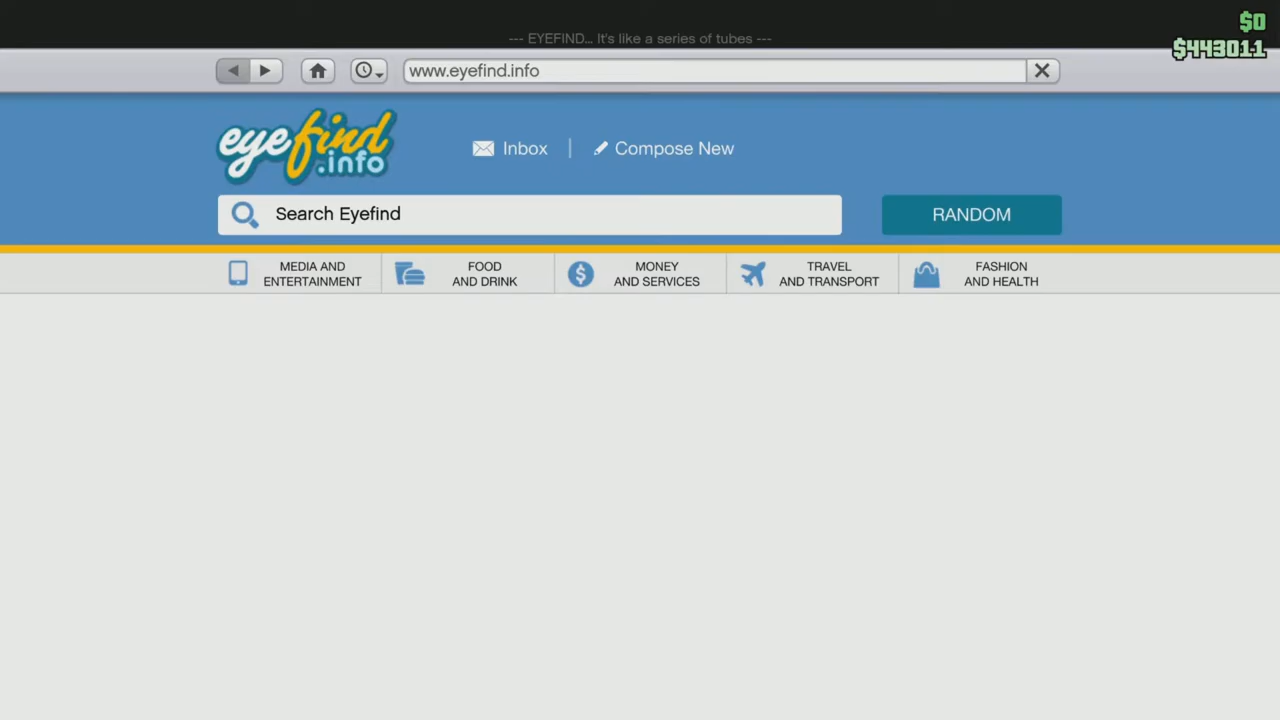 $0
--- EYEFIND... It's like a series of tubes ---
$443011
www.eyefind.info
eyefind
.info
Inbox
Compose New
Search Eyefind
RANDOM
MEDIA AND
ENTERTAINMENT
FOOD
AND DRINK
MONEY
AND SERVICES
TRAVEL
AND TRANSPORT
FASHION
AND HEALTH